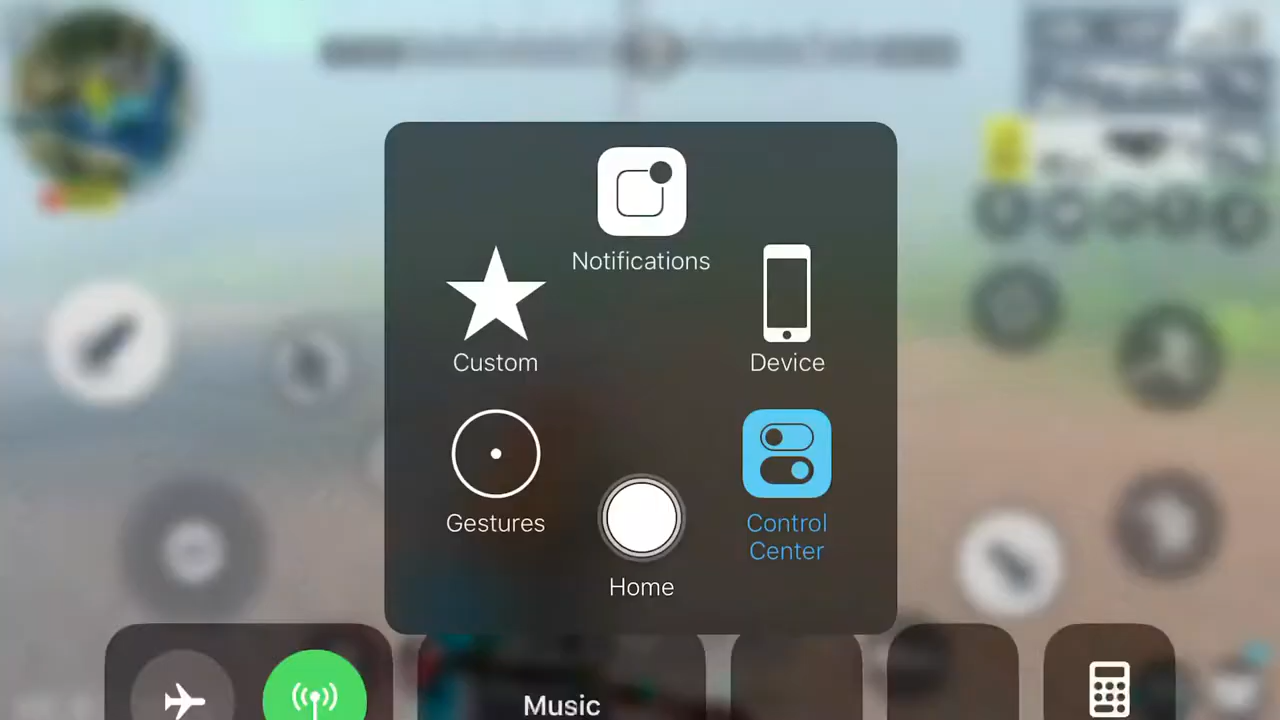 Notifications
Custom
Device
Gestures
Control
Center
Home
Music